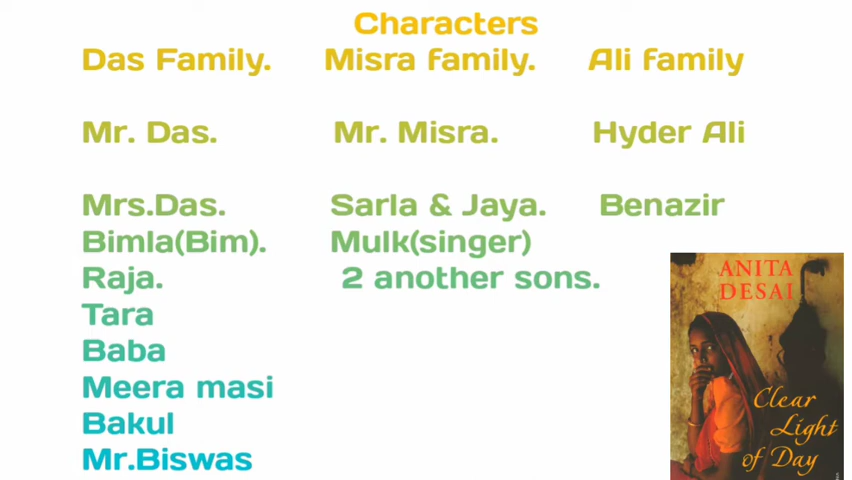 Characters
Das Family. Misra family. Ali family
Mr. Das. Mr. Misra. Hyder Ali
Mrs.Das. Sarla & Jaya. Benazir
Bimla(Bim). Mulk(singer)
Raja. 2 another sons.
Tara
Baba
Meera masi
Bakul
Mr.Biswas
ANITA
DESAI
Clear
Light
of Day